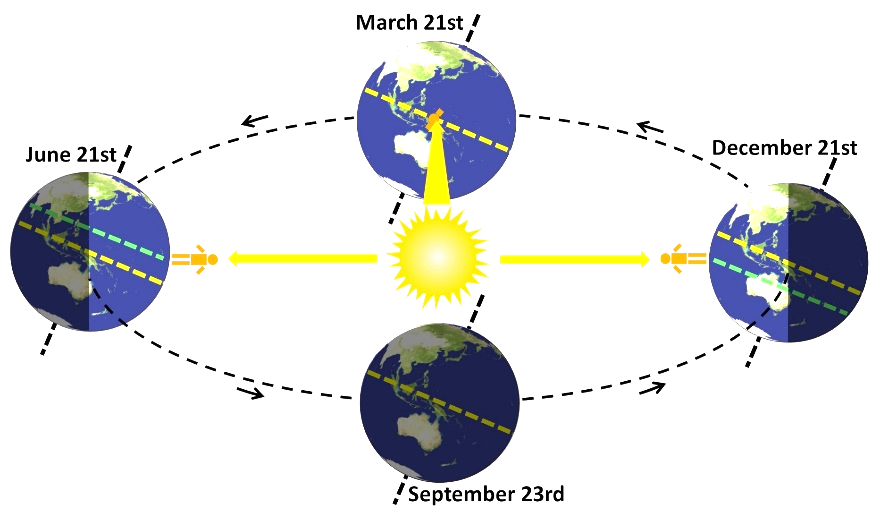 March 21st
June 21st
December 21st
September 23rd